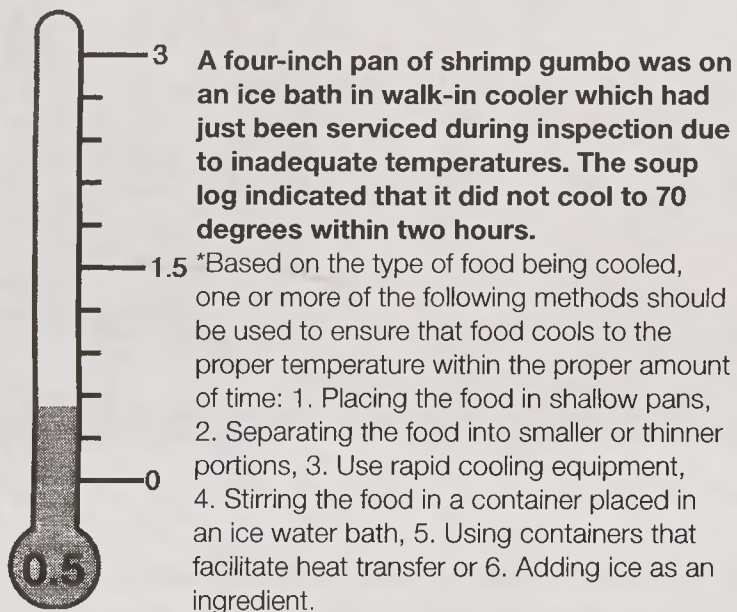 3
A four-inch pan of shrimp gumbo was on
an ice bath in walk-in cooler which had
just been serviced during inspection due
to inadequate temperatures. The soup
log indicated that it did not cool to 70
degrees within two hours.
1.5
*Based on the type of food being cooled,
one or more of the following methods should
be used to ensure that food cools to the
proper temperature within the proper amount
of time: 1. Placing the food in shallow pans,
2. Separating the food into smaller or thinner
portions, 3. Use rapid cooling equipment,
0
4. Stirring the food in a container placed in
an ice water bath, 5. Using containers that
0.5
facilitate heat transfer or 6. Adding ice as an
ingredient.